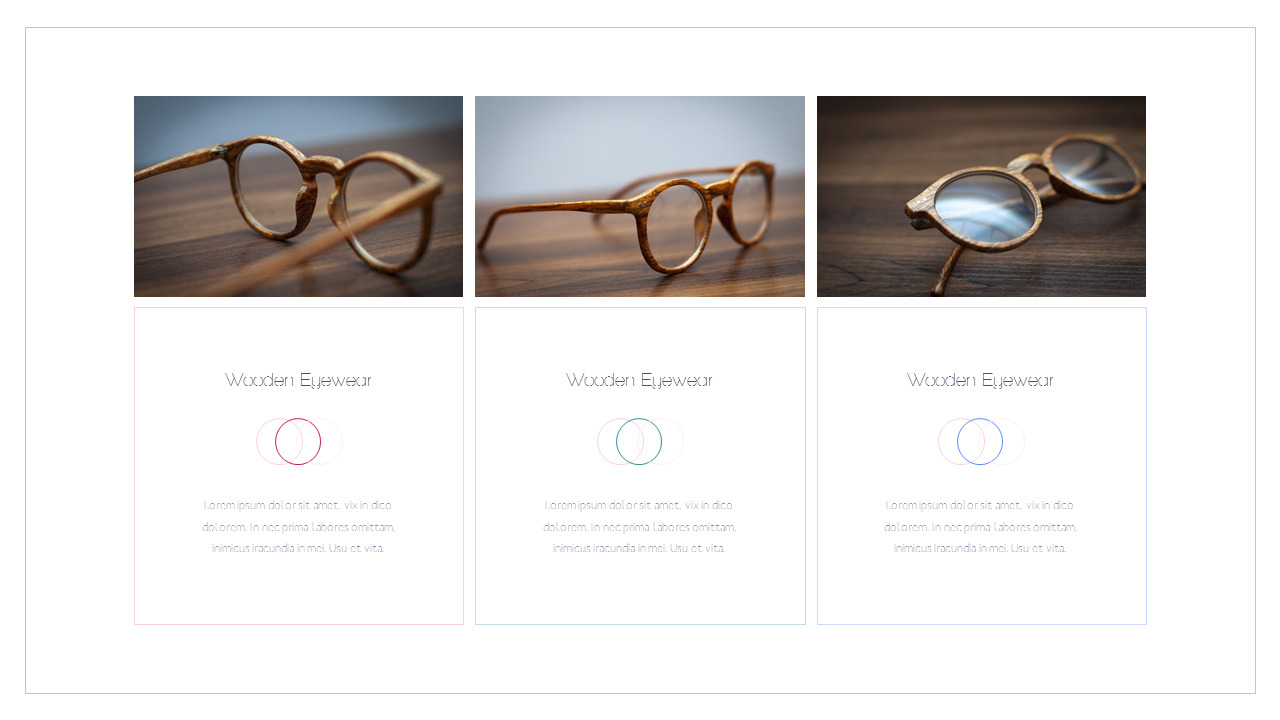 Wooden Eyewear
Lorem ipsum dolor sit amet, vix in dico
dolorem. In nec prima labores omittam,
inimicus iracundia in mei. Usu et vita.
Wooden Eyewear
Lorem ipsum dolor sit amet, vix in dico
dolorem. In nec prima labores omittam,
inimicus iracundia in mei. Usu et vita.
Wooden Eyewear
Lorem ipsum dolor sit amet, vix in dico
dolorem. In nec prima labores omittam,
inimicus iracundia in mei. Usu et vita.